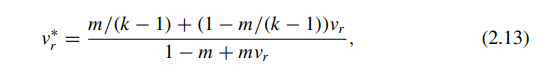 v_r^* = \frac{m/(k − 1) + (1 − m/(k − 1))v_r}{1 − m + mv_r}, (2.13)